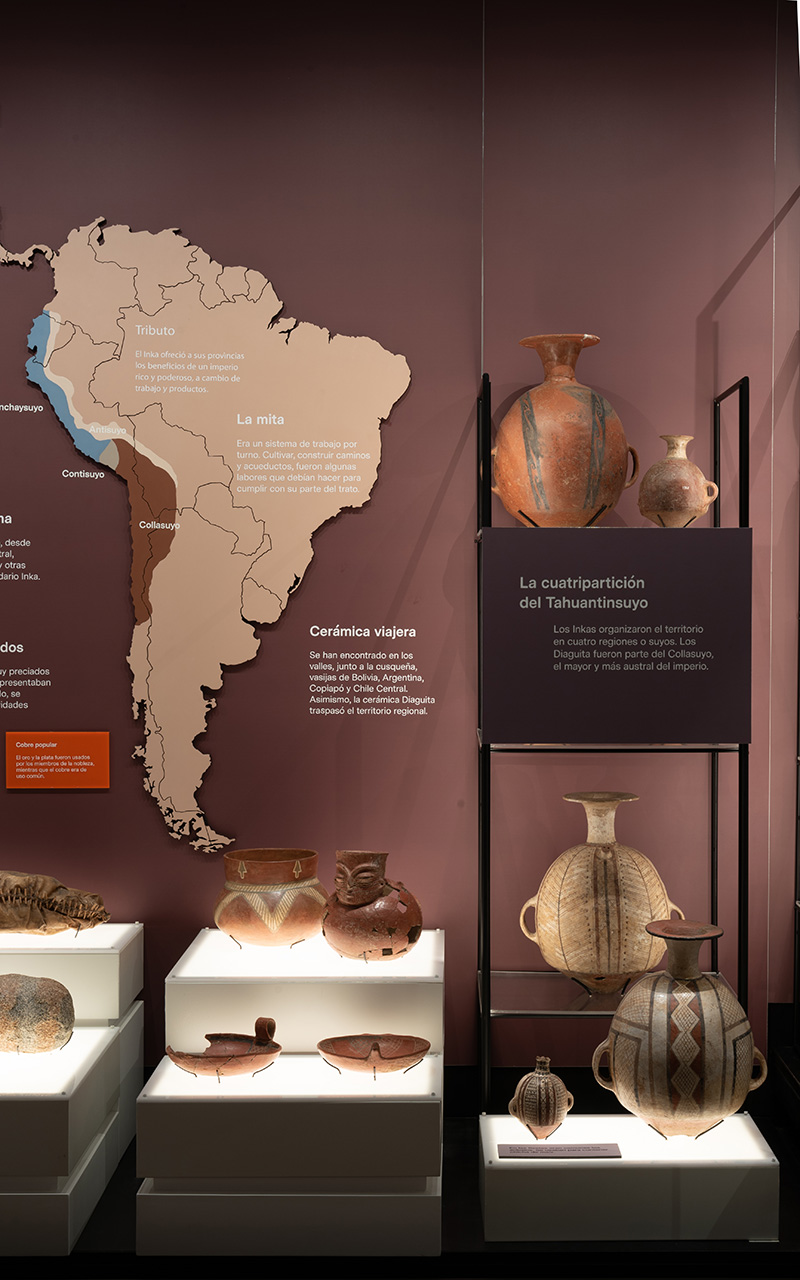 Tributo
El Inka ofreció a sus provincias
los beneficios de un imperio
rico y poderoso, a cambio de
trabajo y productos.
La mita
Era un sistema de trabajo por
turno. Cultivar, construir caminos
y acueductos, fueron algunas
labores que debían hacer para
cumplir con su parte del trato.
nchaysuyo
Antisuyo
Contisuyo
Collasuyo
na
, desde
tral,
y otras
dario Inka.
dos
uy preciados
presentaban
do, se
ridades
Cobre popular
El oro y la plata fueron usados
por los miembros de la nobleza,
mientras que el cobre era de
uso común.
Cerámica viajera
Se han encontrado en los
valles, junto a la cusqueña,
vasijas de Bolivia, Argentina,
Copiapó y Chile Central.
Asimismo, la cerámica Diaguita
traspasó el territorio regional.
La cuatripartición
del Tahuantinsuyo
Los Inkas organizaron el territorio
en cuatro regiones o suyos. Los
Diaguita fueron parte del Collasuyo,
el mayor y más austral del imperio.